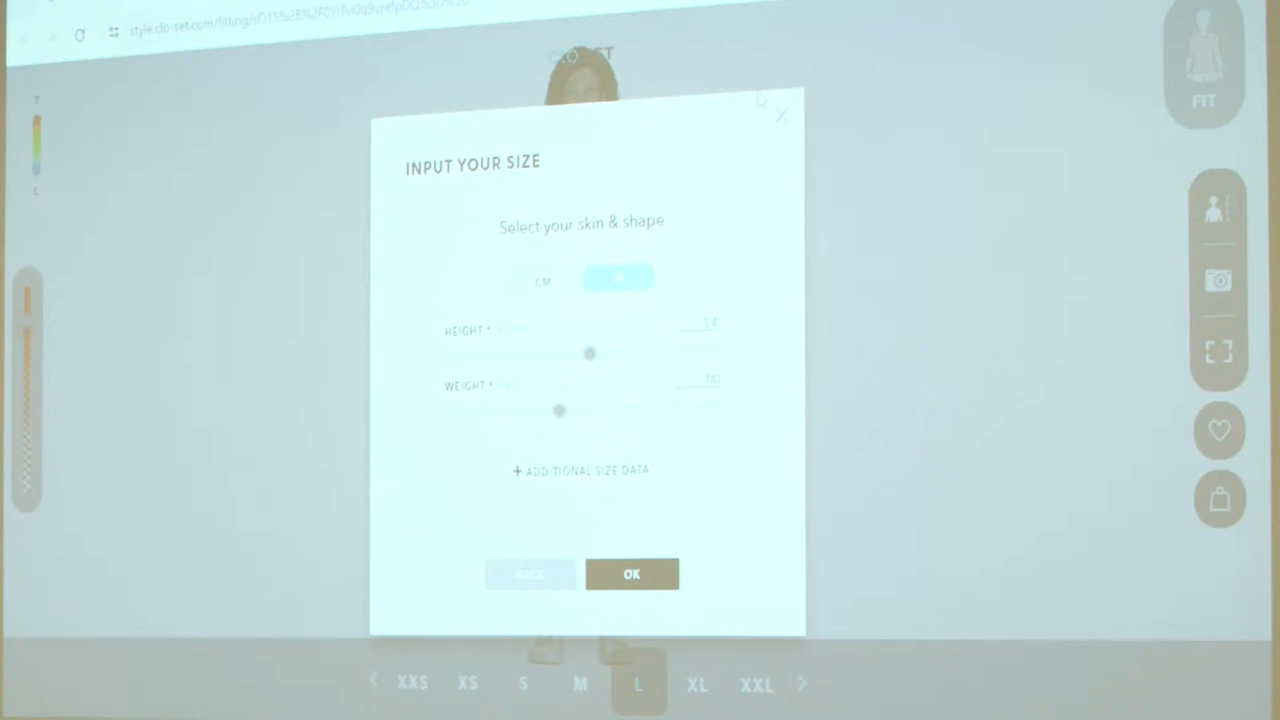 T
L
FIT
INPUT YOUR SIZE
Select your skin & shape
CM
HEIGHT *
WEIGHT *
+ ADDITIONAL SIZE DATA
OK
< XXS XS S M L XL XXL >